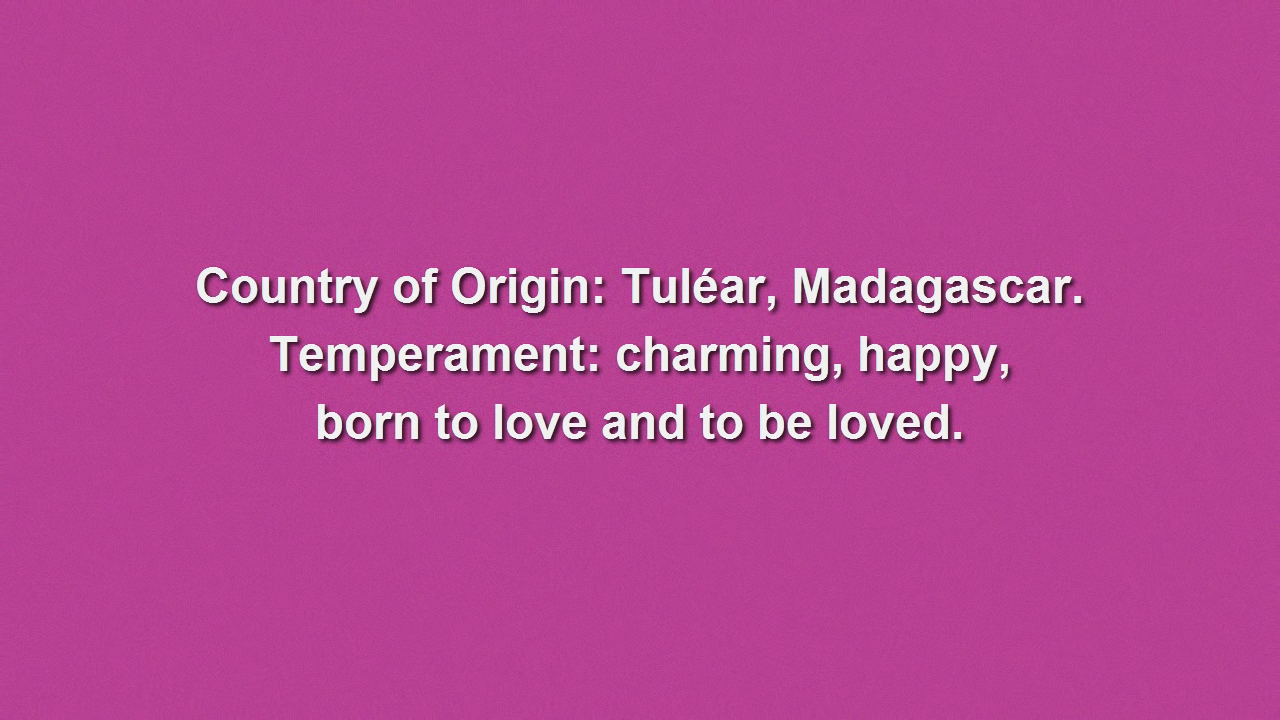 Country of Origin: Tuléar, Madagascar.
Temperament: charming, happy,
born to love and to be loved.